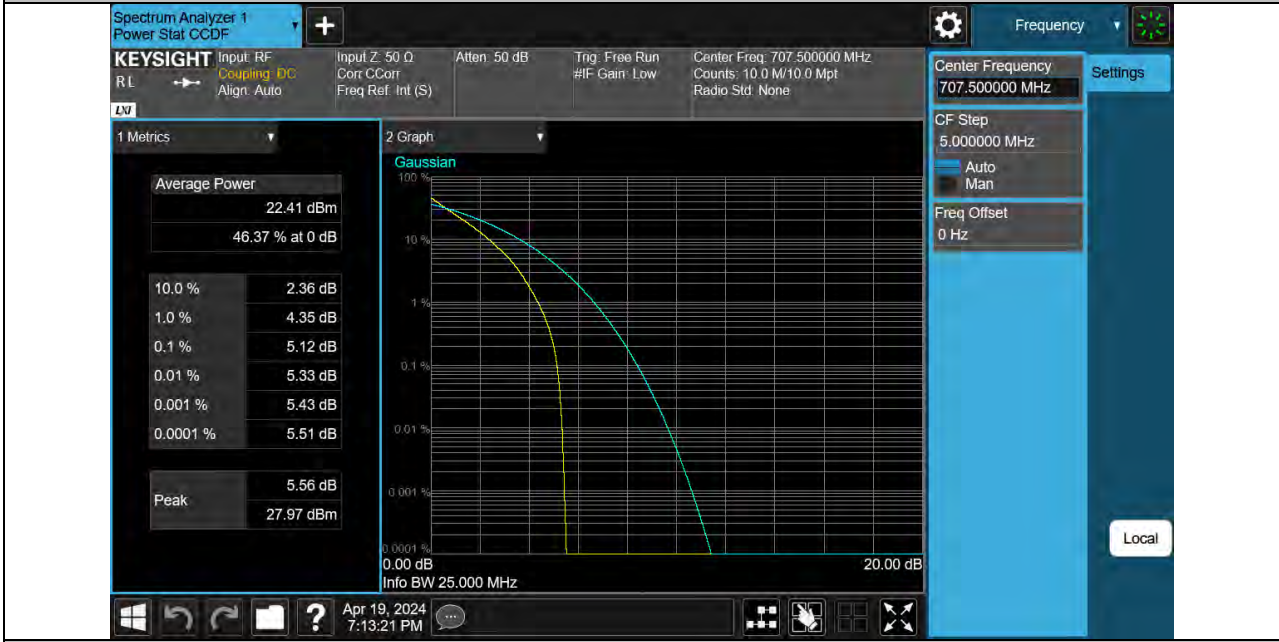 Spectrum Analyzer 1
Power Stat CCDF
Frequency
KEYSIGHT
Input: RF
Coupling: DC
Align: Auto
RL
LXI
Input Z: 50 Ω
Corr CCorr
Freq Ref: Int (S)
Atten: 50 dB
Trig: Free Run
#IF Gain: Low
Center Freq: 707.500000 MHz
Counts: 10.0 M/10.0 Mpt
Radio Std: None
Center Frequency
707.500000 MHz
Settings
CF Step
5.000000 MHz
Auto
Man
Freq Offset
0 Hz
1 Metrics
Average Power
22.41 dBm
46.37 % at 0 dB
10.0 % 2.36 dB
1.0 % 4.35 dB
0.1 % 5.12 dB
0.01 % 5.33 dB
0.001 % 5.43 dB
0.0001 % 5.51 dB
Peak 5.56 dB
27.97 dBm
2 Graph
Gaussian
100 %
10 %
1 %
0.1 %
0.01 %
0.001 %
0.0001 %
0.00 dB 20.00 dB
Info BW 25.000 MHz
Local
?
Apr 19, 2024
7:13:21 PM